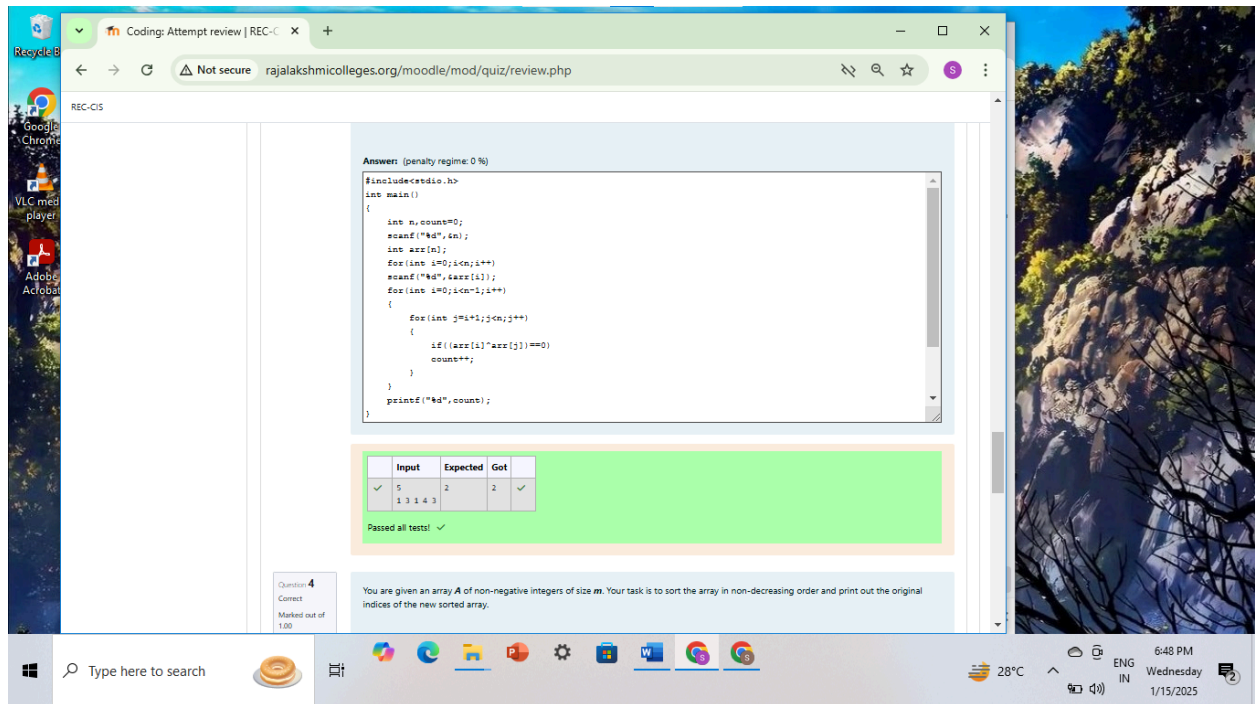 Recycle B
Coding: Attempt review | REC-C
Not secure
rajalakshmicolleges.org/moodle/mod/quiz/review.php
S
REC-CIS
Google
Chrome
VLC med
player
Adobe
Acrobat
Answer: (penalty regime: 0 %)
#include<stdio.h>
int main()
{
    int n,count=0;
    scanf("%d",&n);
    int arr[n];
    for(int i=0;i<n;i++)
    scanf("%d",&arr[i]);
    for(int i=0;i<n-1;i++)
    {
        for(int j=i+1;j<n;j++)
        {
            if((arr[i]^arr[j])==0)
            count++;
        }
    }
    printf("%d",count);
}
Input Expected Got
5 2 2
1 3 1 4 3
Passed all tests!
Question 4
Correct
Marked out of
1.00
You are given an array A of non-negative integers of size m. Your task is to sort the array in non-decreasing order and print out the original
indices of the new sorted array.
Type here to search
28°C
ENG
IN
6:48 PM
Wednesday
1/15/2025
2